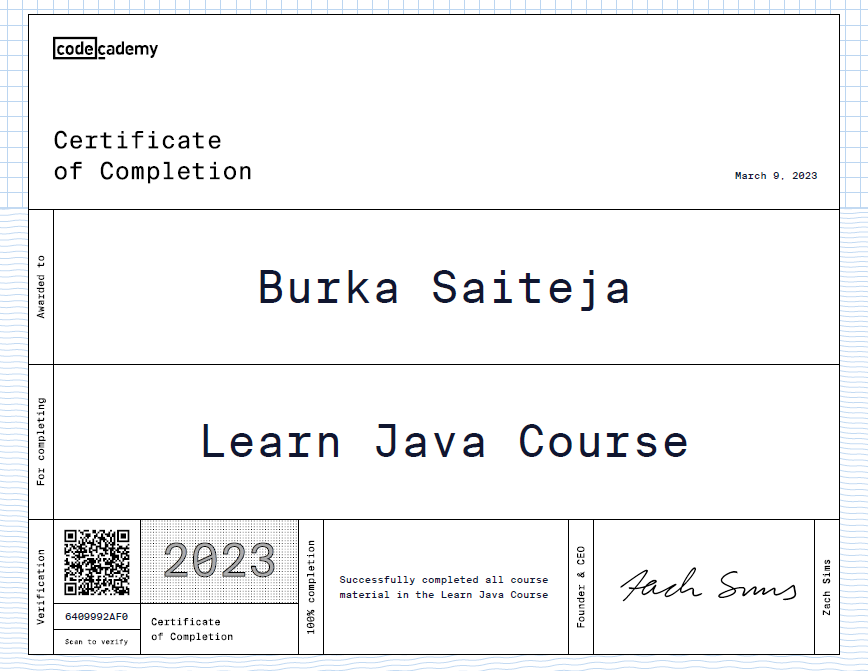 codecademy
Certificate
of Completion
March 9, 2023
Awarded to
Burka Saiteja
For completing
Learn Java Course
Verification
6409992AF0
Scan to verify
2023
Certificate
of Completion
100% completion
Successfully completed all course
material in the Learn Java Course
Founder & CEO
Zach Sims
Zach Sims